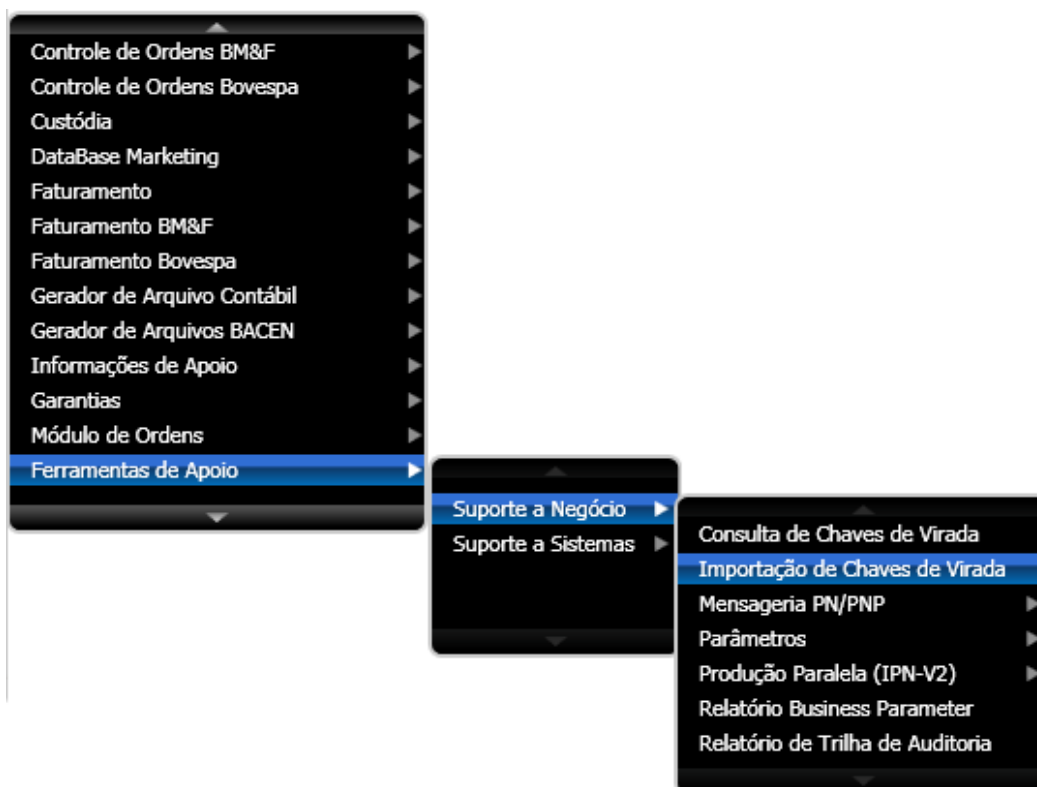 Controle de Ordens BM&F
Controle de Ordens Bovespa
Custódia
DataBase Marketing
Faturamento
Faturamento BM&F
Faturamento Bovespa
Gerador de Arquivo Contábil
Gerador de Arquivos BACEN
Informações de Apoio
Garantias
Módulo de Ordens
Ferramentas de Apoio
Suporte a Negócio
Suporte a Sistemas
Consulta de Chaves de Virada
Importação de Chaves de Virada
Mensageria PN/PNP
Parâmetros
Produção Paralela (IPN-V2)
Relatório Business Parameter
Relatório de Trilha de Auditoria